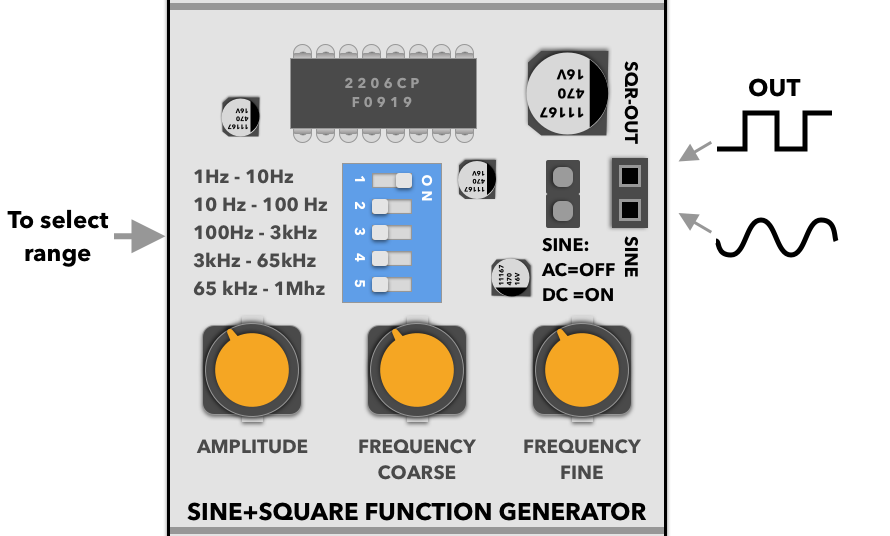 2206CP
F0919
11167
470
16V
11167
470
16V
SQR-OUT
OUT
1Hz - 10Hz
10 Hz - 100 Hz
100Hz - 3kHz
3kHz - 65kHz
65 kHz - 1Mhz
To select
range
ON
1
2
3
4
5
11167
470
16V
SINE
SINE:
AC=OFF
DC =ON
11167
470
16V
AMPLITUDE
FREQUENCY
COARSE
FREQUENCY
FINE
SINE+SQUARE FUNCTION GENERATOR